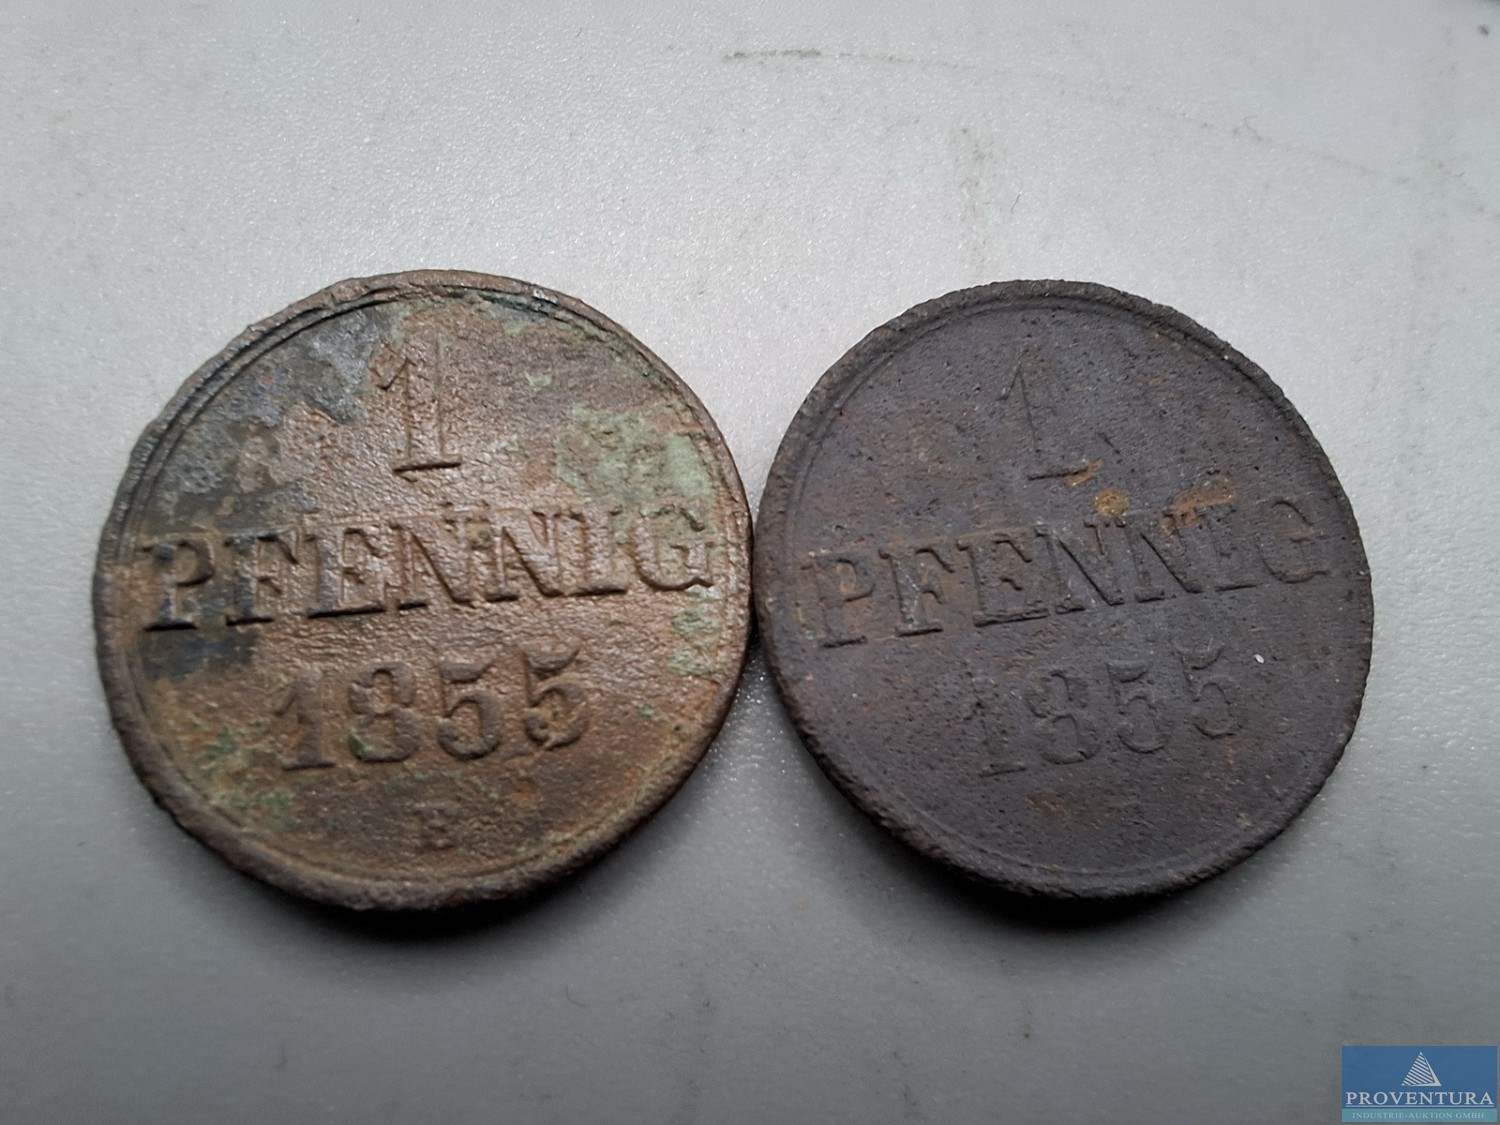 1
PFENNIG
1855
1
PFENNIG
1855
PROVENTURA
INDUSTRIE-AUKTION GMBH